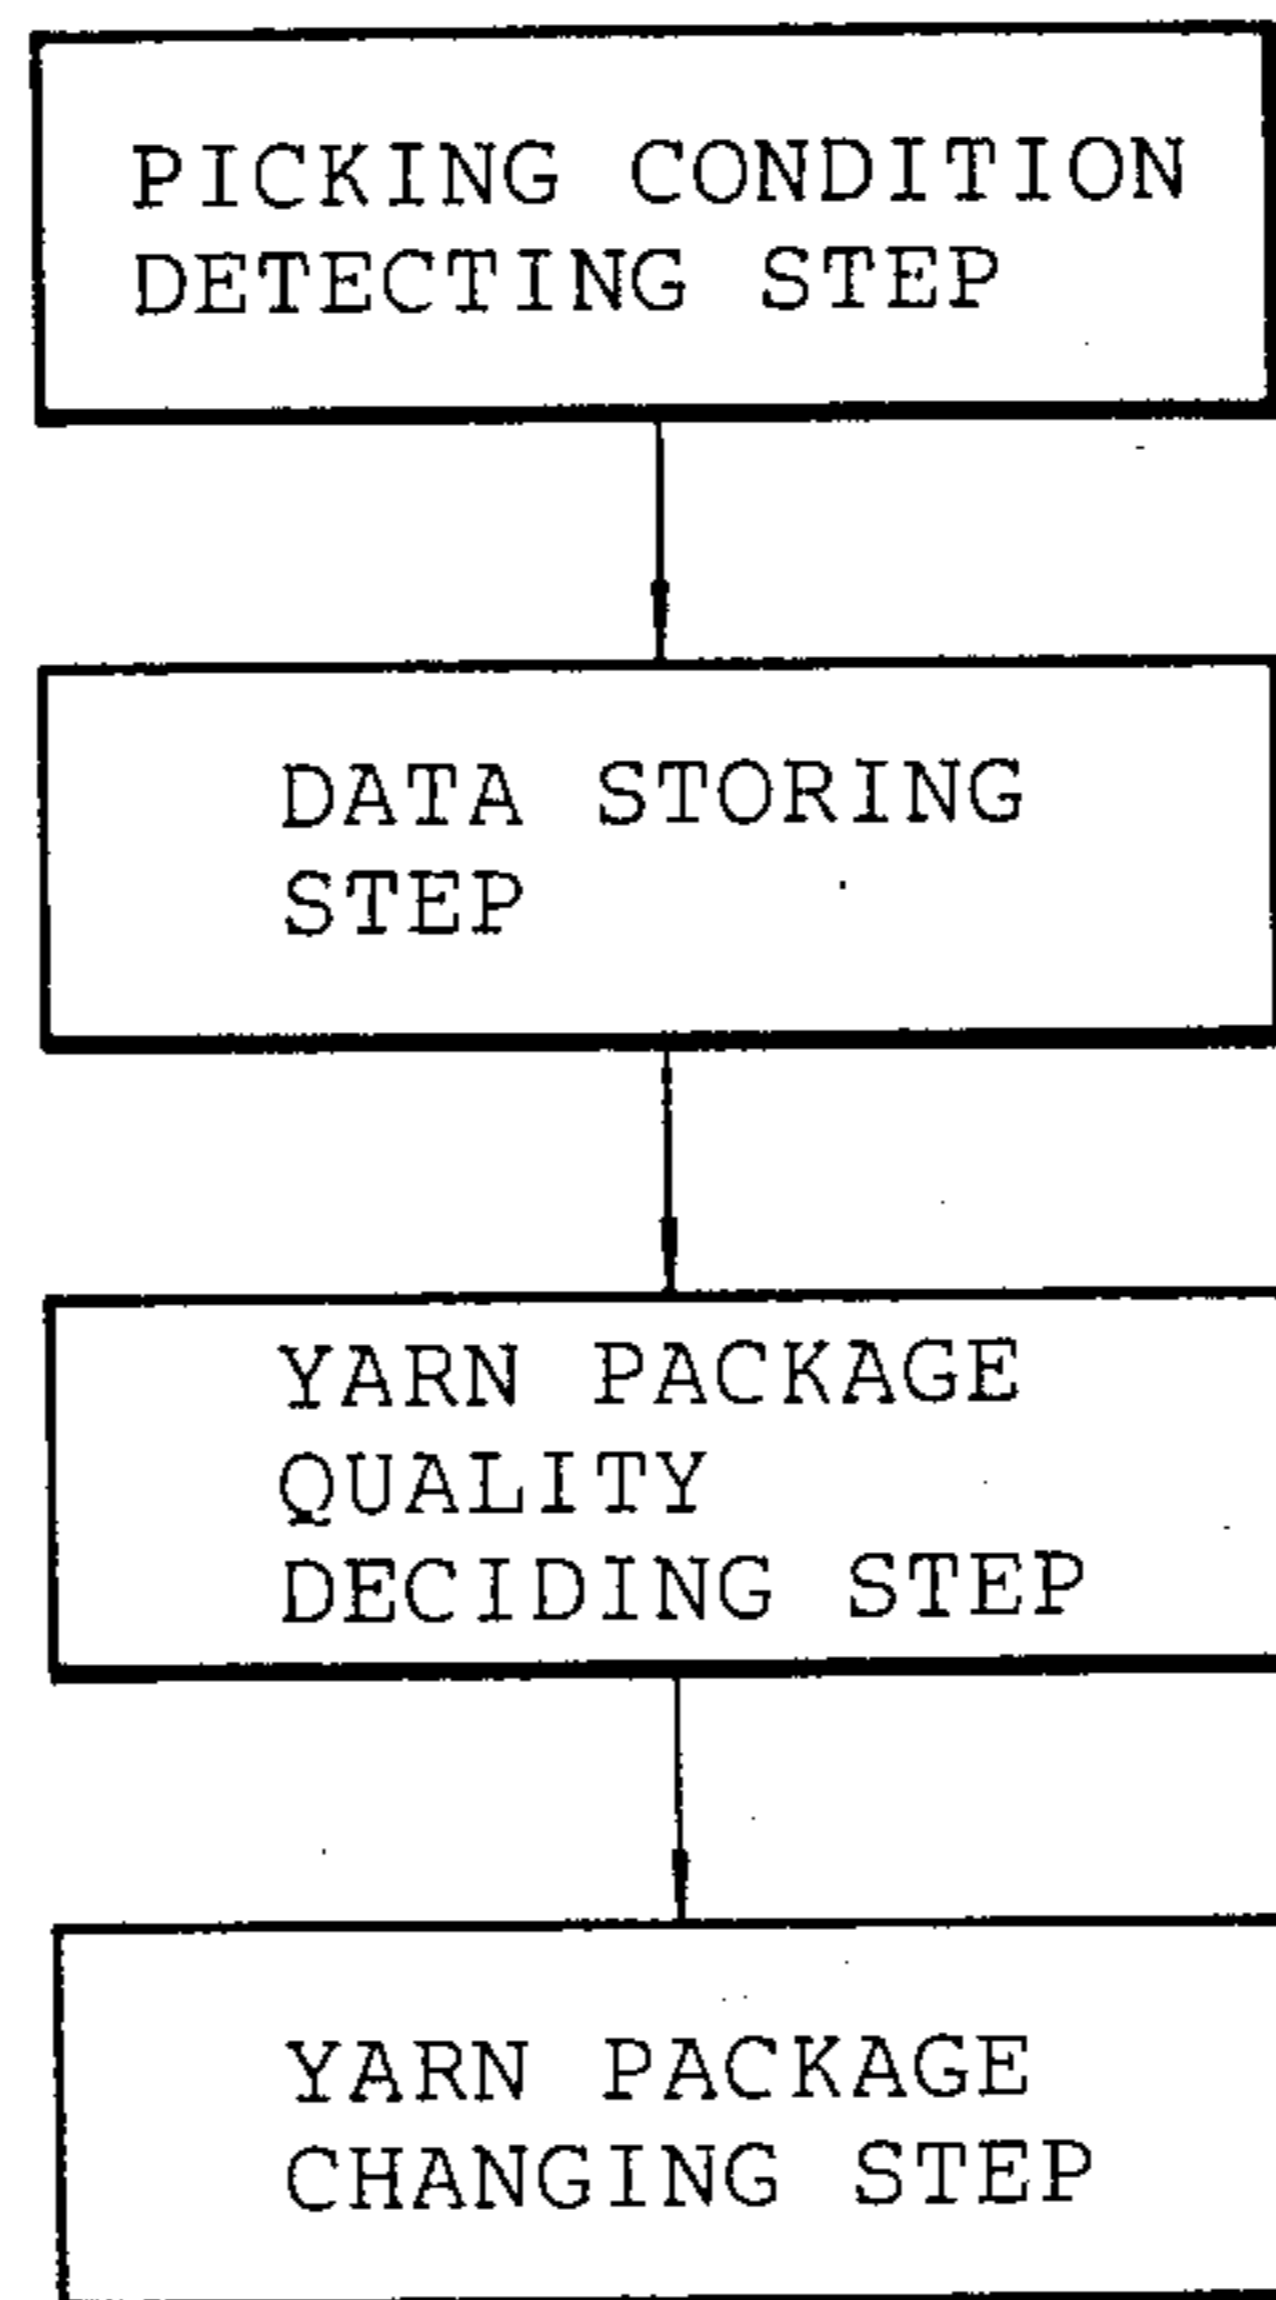 PICKING CONDITION
DETECTING STEP
DATA STORING
STEP
YARN PACKAGE
QUALITY
DECIDING STEP
YARN PACKAGE
CHANGING STEP